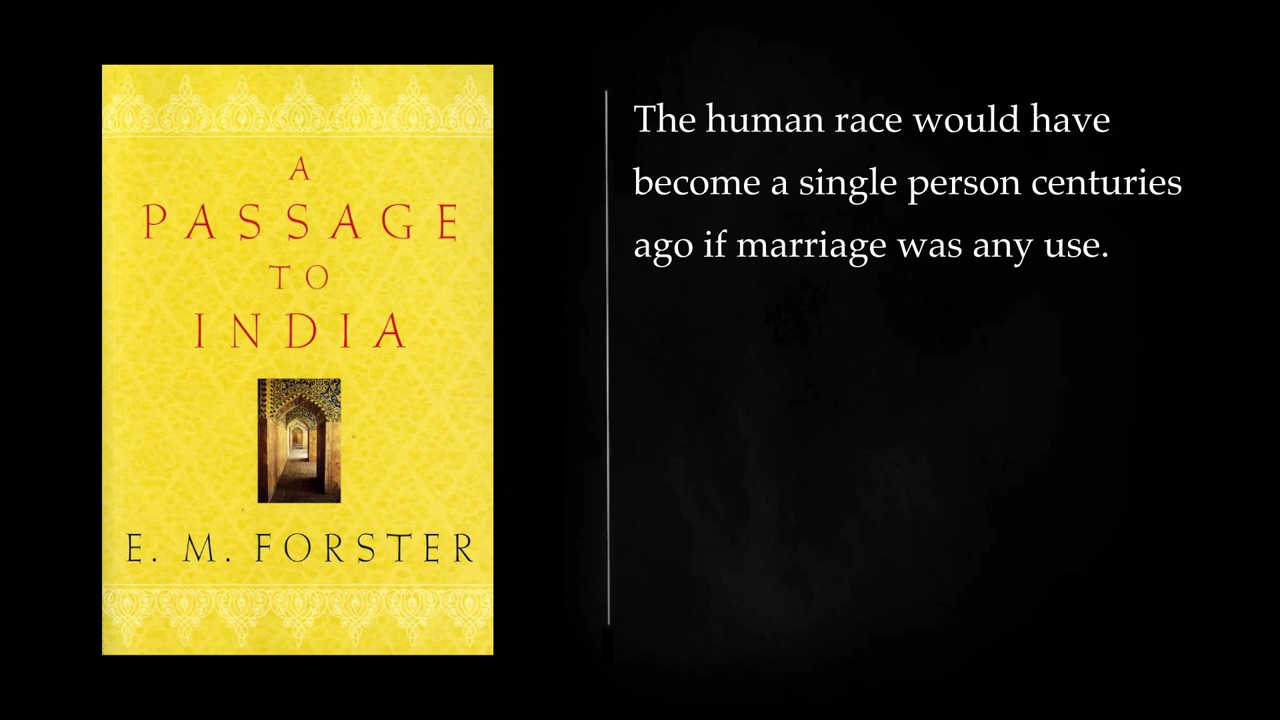 A
PASSAGE
TO
INDIA
E. M. FORSTER
The human race would have
become a single person centuries
ago if marriage was any use.